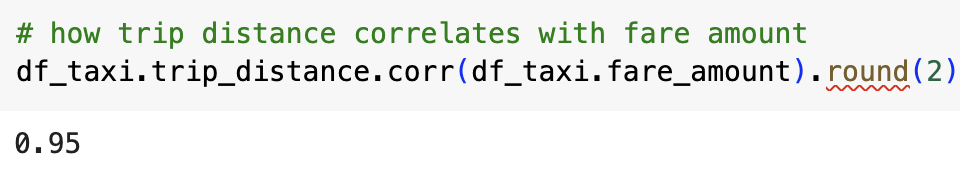 # how trip distance correlates with fare amount
df_taxi.trip_distance.corr(df_taxi.fare_amount).round(2)
0.95